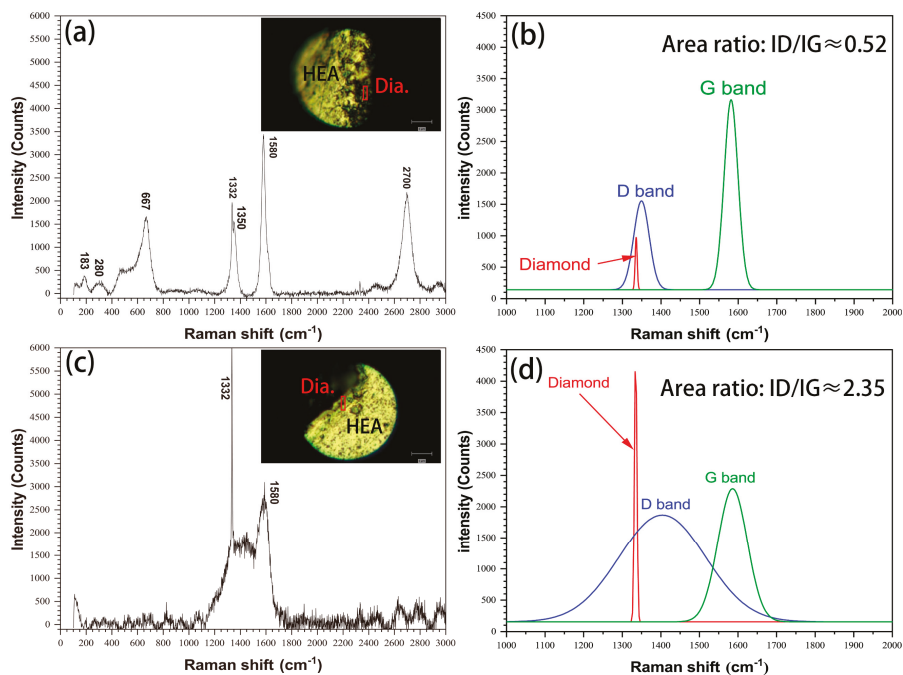 (a)
HEA
Dia.
Intensity (Counts)
6000
5500
5000
4500
4000
3500
3000
2500
2000
1500
1000
500
0
183
280
667
1332
1350
1580
2700
0 200 400 600 800 1000 1200 1400 1600 1800 2000 2200 2400 2600 2800 3000
Raman shift (cm⁻¹)
(b)
Area ratio: ID/IG≈0.52
G band
D band
Diamond
intensity (Counts)
4500
4000
3500
3000
2500
2000
1500
1000
500
0
1000 1100 1200 1300 1400 1500 1600 1700 1800 1900 2000
Raman shift (cm⁻¹)
(c)
Dia.
HEA
Intensity (Counts)
6000
5500
5000
4500
4000
3500
3000
2500
2000
1500
1000
500
0
1332
1580
0 200 400 600 800 1000 1200 1400 1600 1800 2000 2200 2400 2600 2800 3000
Raman shift (cm⁻¹)
(d)
Area ratio: ID/IG≈2.35
Diamond
G band
D band
intensity (Counts)
4500
4000
3500
3000
2500
2000
1500
1000
500
0
1000 1100 1200 1300 1400 1500 1600 1700 1800 1900 2000
Raman shift (cm⁻¹)